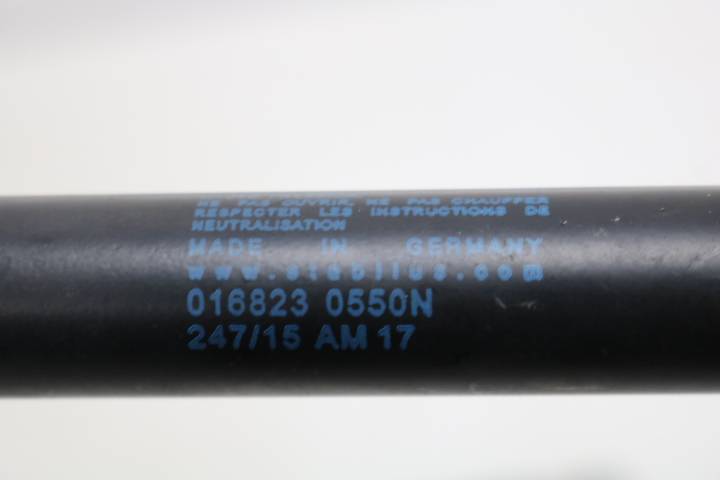 NE PAS OUVRIR, NE PAS CHAUFFER
RESPECTER LES INSTRUCTIONS DE
NEUTRALISATION
MADE IN GERMANY
www.stabilus.com
016823 0550N
247/15 AM 17